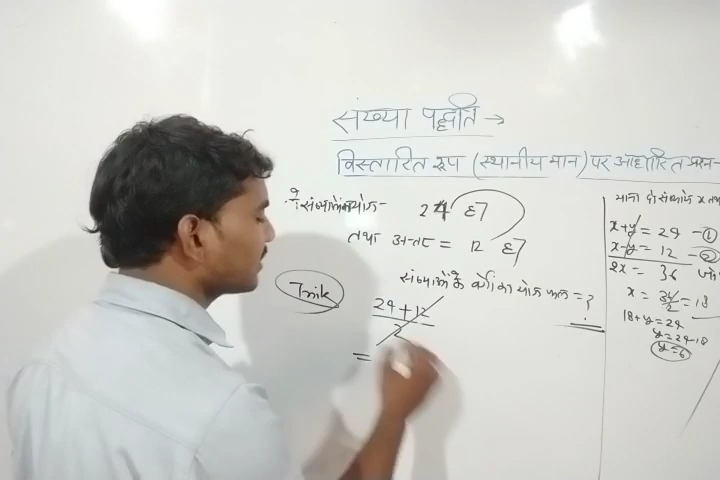 संख्या पद्धति →
विस्तारित रूप (स्थानीय मान) पर आधारित प्रश्न-
24 है
तथा अन्तर = 12 है
के वर्गों का योग फल = ?
Trik
24 + 12
2
=
माना दो संख्याएं x तथा
x+y = 24 - ①
x-y = 12 - ②
2x = 36
x = 36/2 = 18
18+y = 24
y = 24-18
y = 6